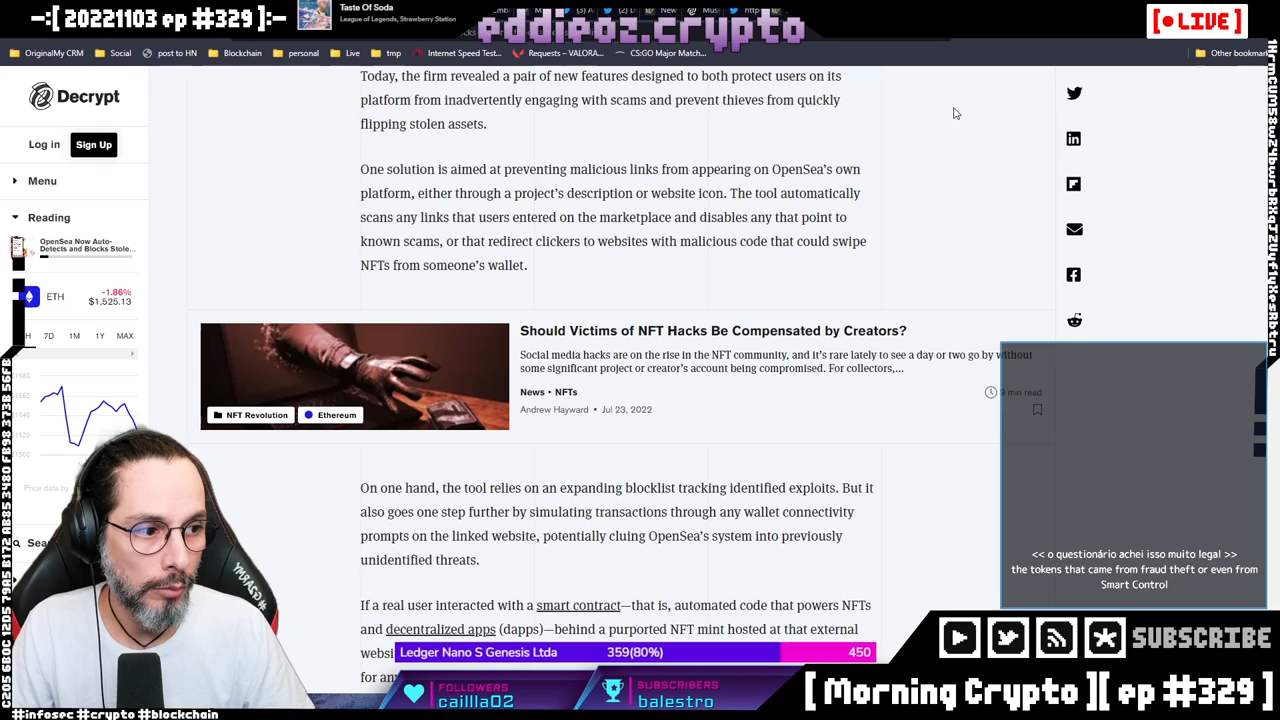 -:[ 20221103 ep #329 ]:-
Taste Of Soda
League of Legends, Strawberry Station
eddieoz.crypto
[● LIVE ]
OriginalMy CRM
Social
post to HN
Blockchain
personal
Live
tmp
Internet Speed Test...
Requests – VALORA...
CS:GO Major Match...
Other bookmar
Decrypt
Log in
Sign Up
Menu
Reading
OpenSea Now Auto-
Detects and Blocks Stole...
ETH
-1.86%
$1,525.13
H 7D 1M 1Y MAX
1500
Price data by
Sea
Today, the firm revealed a pair of new features designed to both protect users on its
platform from inadvertently engaging with scams and prevent thieves from quickly
flipping stolen assets.
One solution is aimed at preventing malicious links from appearing on OpenSea’s own
platform, either through a project’s description or website icon. The tool automatically
scans any links that users entered on the marketplace and disables any that point to
known scams, or that redirect clickers to websites with malicious code that could swipe
NFTs from someone’s wallet.
NFT Revolution
Ethereum
Should Victims of NFT Hacks Be Compensated by Creators?
Social media hacks are on the rise in the NFT community, and it’s rare lately to see a day or two go by without
some significant project or creator’s account being compromised. For collectors,...
News • NFTs
9 min read
Andrew Hayward • Jul 23, 2022
On one hand, the tool relies on an expanding blocklist tracking identified exploits. But it
also goes one step further by simulating transactions through any wallet connectivity
prompts on the linked website, potentially cluing OpenSea’s system into previously
unidentified threats.
If a real user interacted with a smart contract—that is, automated code that powers NFTs
and decentralized apps (dapps)—behind a purported NFT mint hosted at that external
websi
for an
<< o questionário achei isso muito legal >>
the tokens that came from fraud theft or even from
Smart Control
Ledger Nano S Genesis Ltda 359(80%) 450
FOLLOWERS
caillla02
SUBSCRIBERS
balestro
SUBSCRIBE
[ Morning Crypto ][ ep #329 ]
#infosec #crypto #blockchain
YMRAGD#